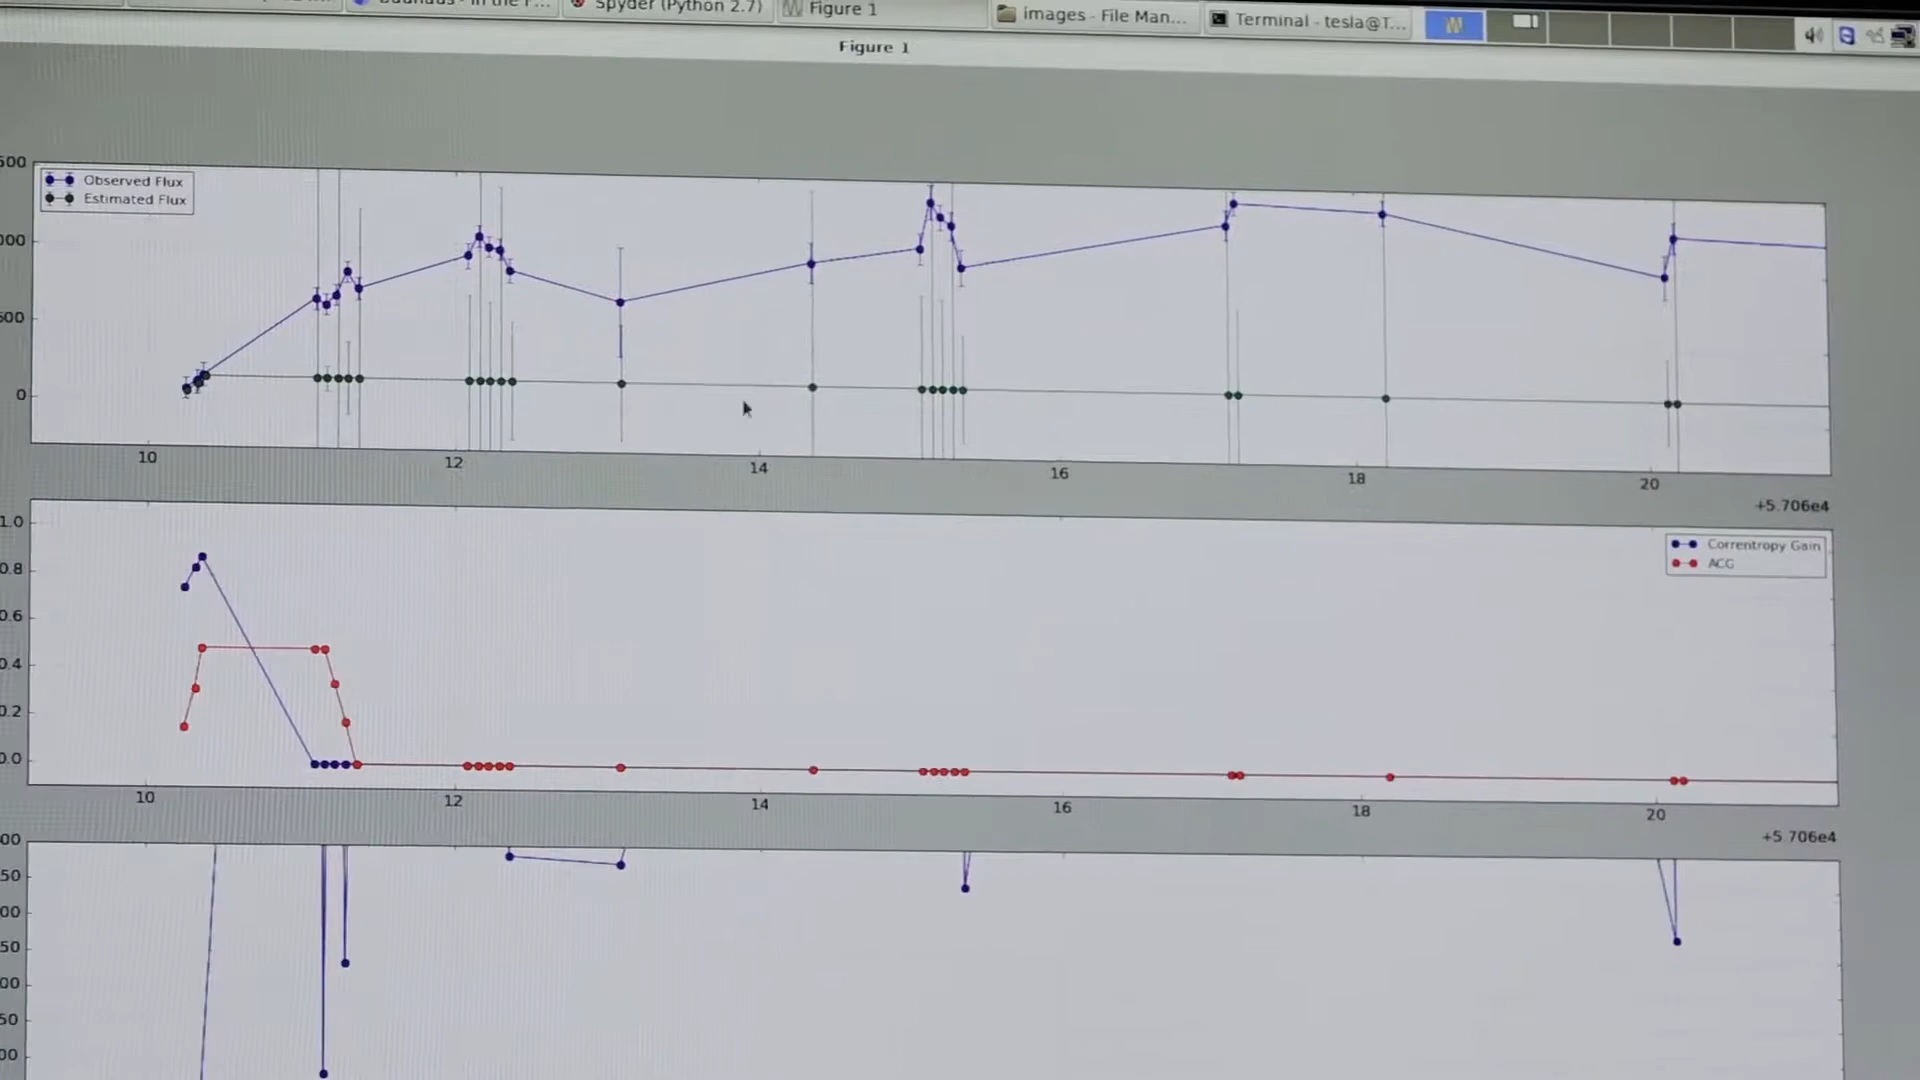 Spyder (Python 2.7)
Figure 1
images - File Man...
Terminal - tesla@T...
Figure 1
Observed Flux
Estimated Flux
0
10
12
14
16
18
20
+5.706e4
1.0
0.8
0.6
0.4
0.2
0.0
Correntropy Gain
ACG
10
12
14
16
18
20
+5.706e4